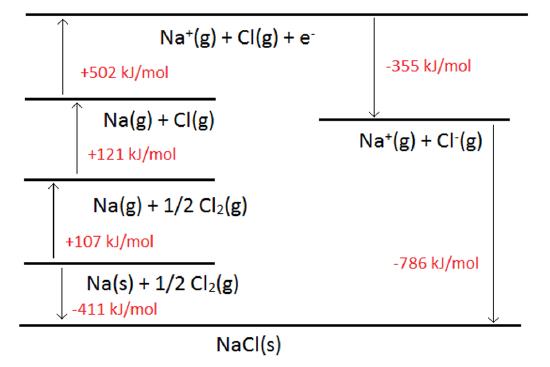 Na⁺(g) + Cl(g) + e⁻
+502 kJ/mol
-355 kJ/mol
Na(g) + Cl(g)
Na⁺(g) + Cl⁻(g)
+121 kJ/mol
Na(g) + 1/2 Cl₂(g)
+107 kJ/mol
-786 kJ/mol
Na(s) + 1/2 Cl₂(g)
-411 kJ/mol
NaCl(s)